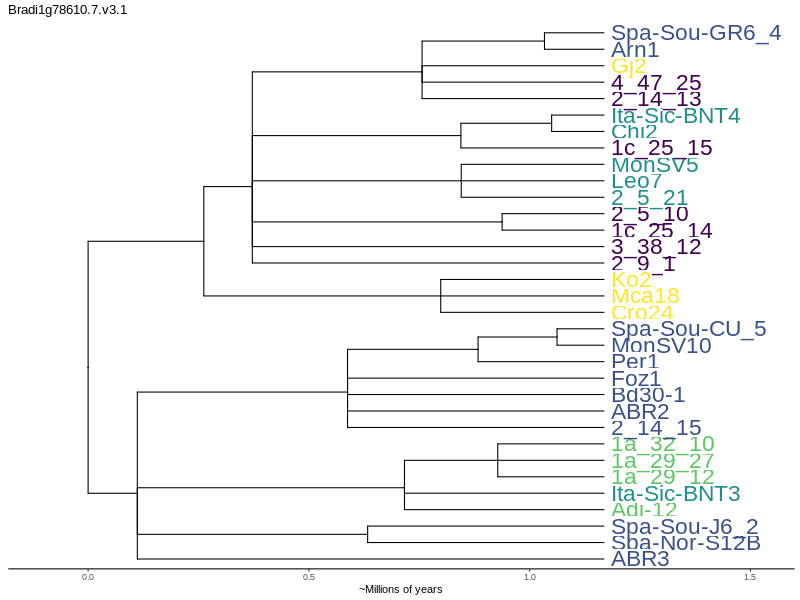 Bradi1g78610.7.v3.1
Spa-Sou-GR6_4
Arn1
Gj2
4_47_25
2_14_13
Ita-Sic-BNT4
Chi2
1c_25_15
MonSV5
Leo7
2_5_21
2_5_10
1c_25_14
3_38_12
2_9_1
Ko2
Mca18
Cro24
Spa-Sou-CU_5
MonSV10
Per1
Foz1
Bd30-1
ABR2
2_14_15
1a_32_10
1a_29_27
1a_29_12
Ita-Sic-BNT3
Adi-12
Spa-Sou-J6_2
Spa-Nor-S12B
ABR3
0.0 0.5 1.0 1.5
~Millions of years